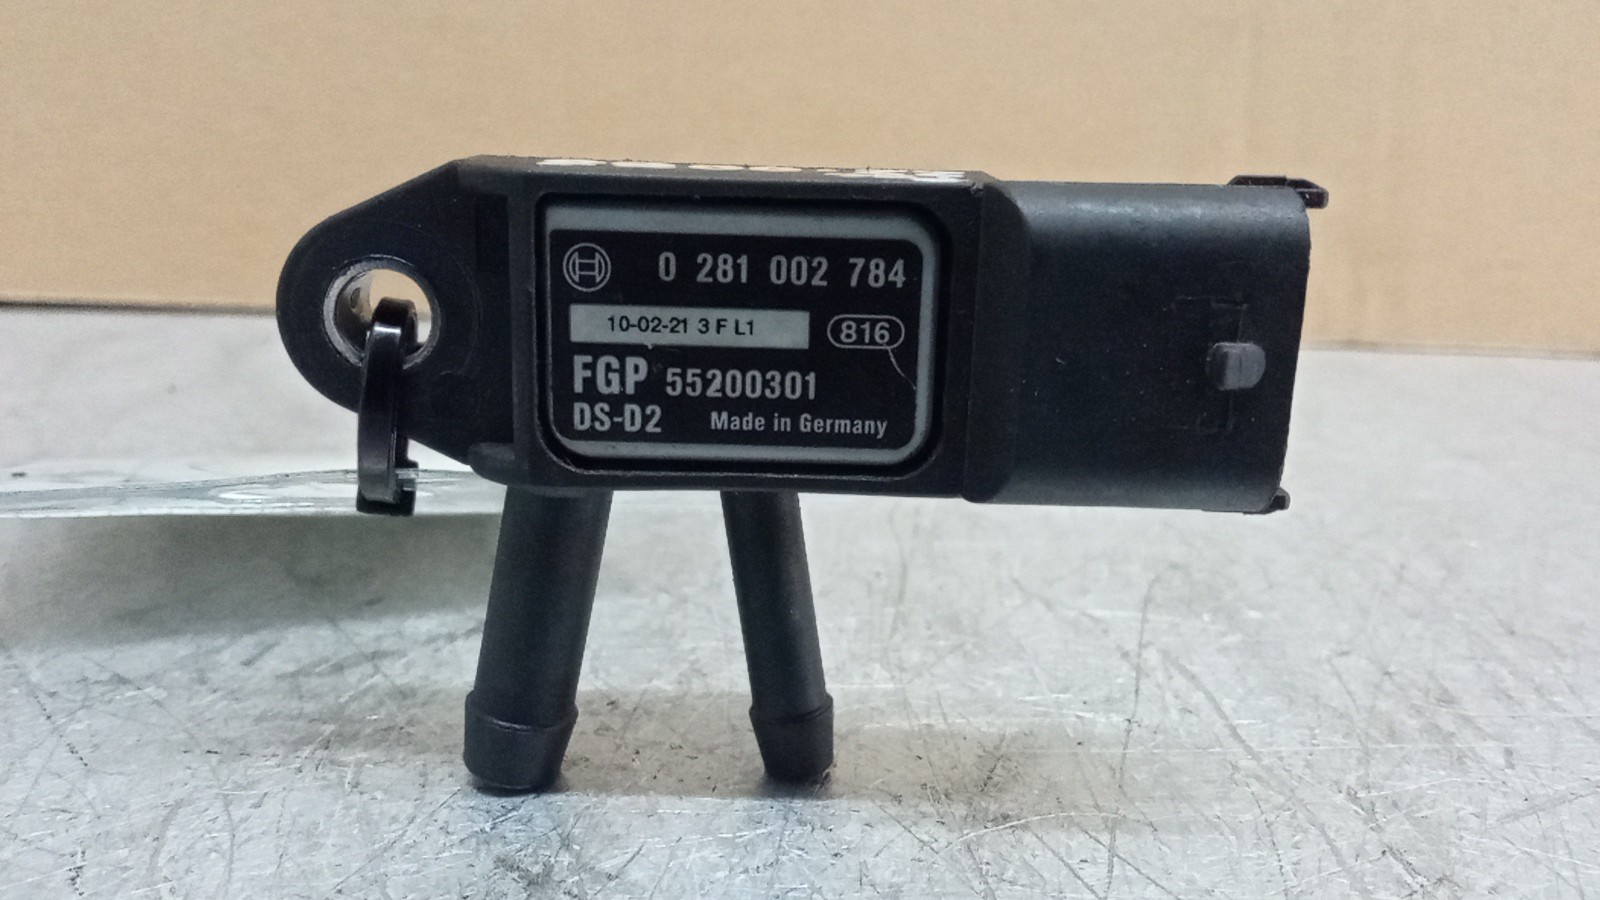 0 281 002 784
10-02-21 3 F L1
816
FGP 55200301
DS-D2 Made in Germany